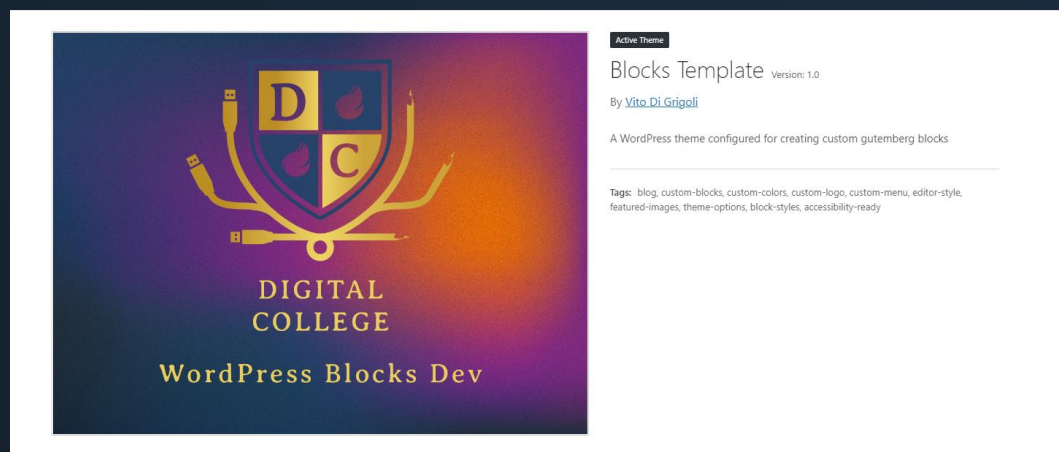 D
C
DIGITAL
COLLEGE
WordPress Blocks Dev
Active Theme
Blocks Template Version: 1.0
By Vito Di Grigoli
A WordPress theme configured for creating custom gutemberg blocks
Tags: blog, custom-blocks, custom-colors, custom-logo, custom-menu, editor-style,
featured-images, theme-options, block-styles, accessibility-ready